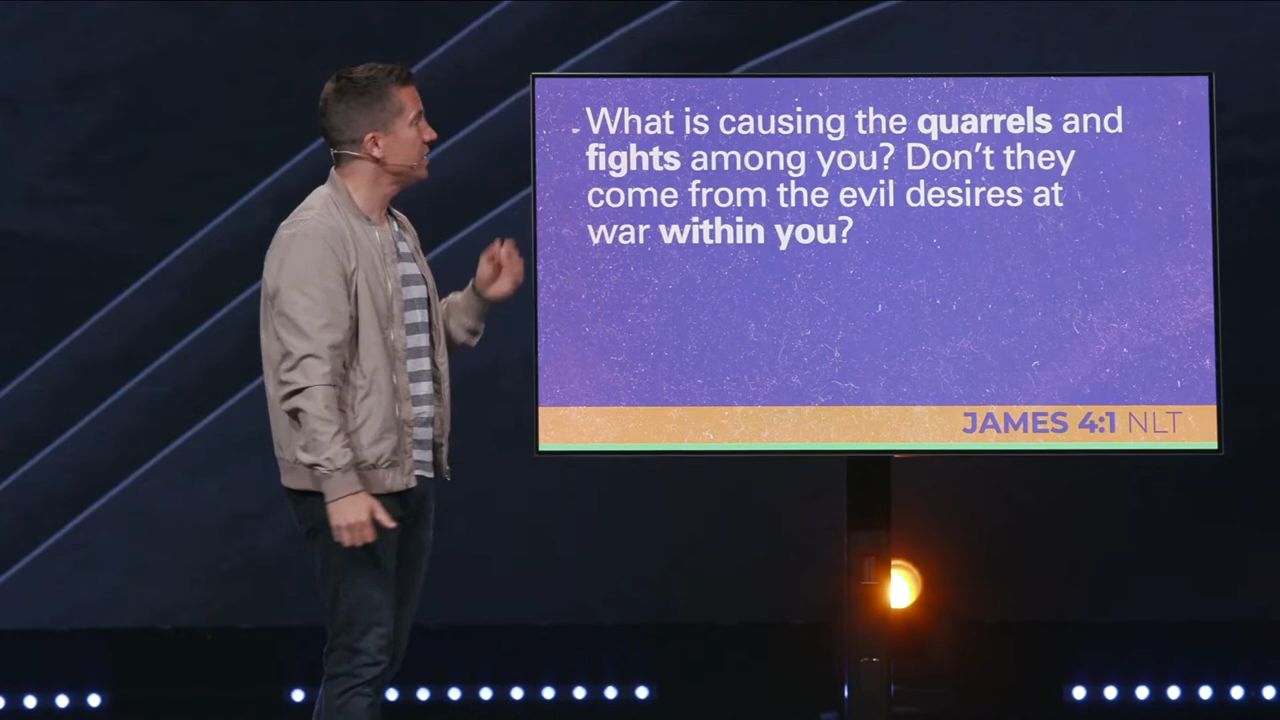 What is causing the quarrels and
fights among you? Don't they
come from the evil desires at
war within you?
JAMES 4:1 NLT